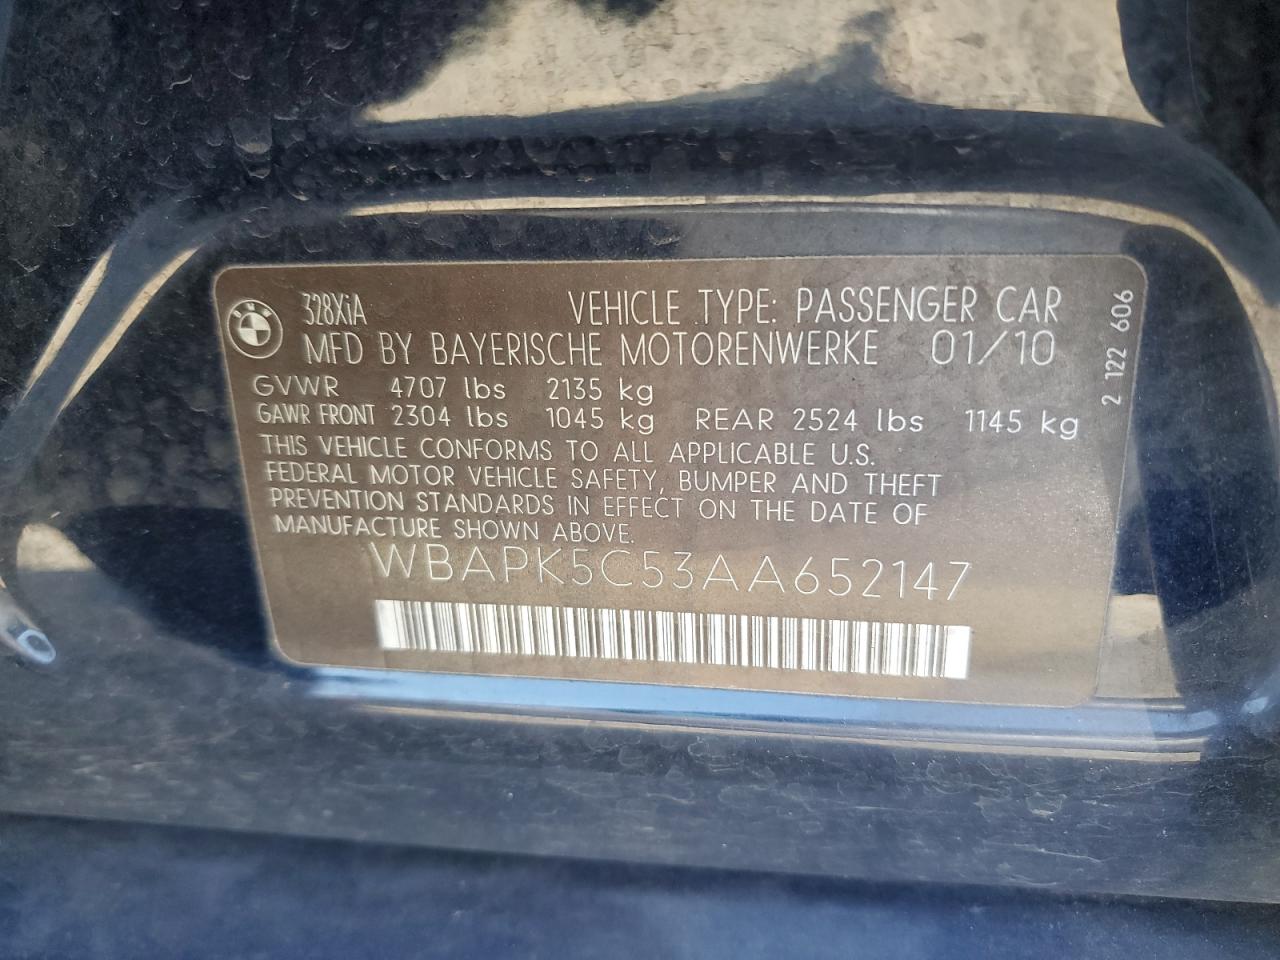 BMW
328XiA
VEHICLE TYPE: PASSENGER CAR
MFD BY BAYERISCHE MOTORENWERKE 01/10
GVWR 4707 lbs 2135 kg
GAWR FRONT 2304 lbs 1045 kg REAR 2524 lbs 1145 kg
THIS VEHICLE CONFORMS TO ALL APPLICABLE U.S.
FEDERAL MOTOR VEHICLE SAFETY, BUMPER AND THEFT
PREVENTION STANDARDS IN EFFECT ON THE DATE OF
MANUFACTURE SHOWN ABOVE.
WBAPK5C53AA652147
2 122 606